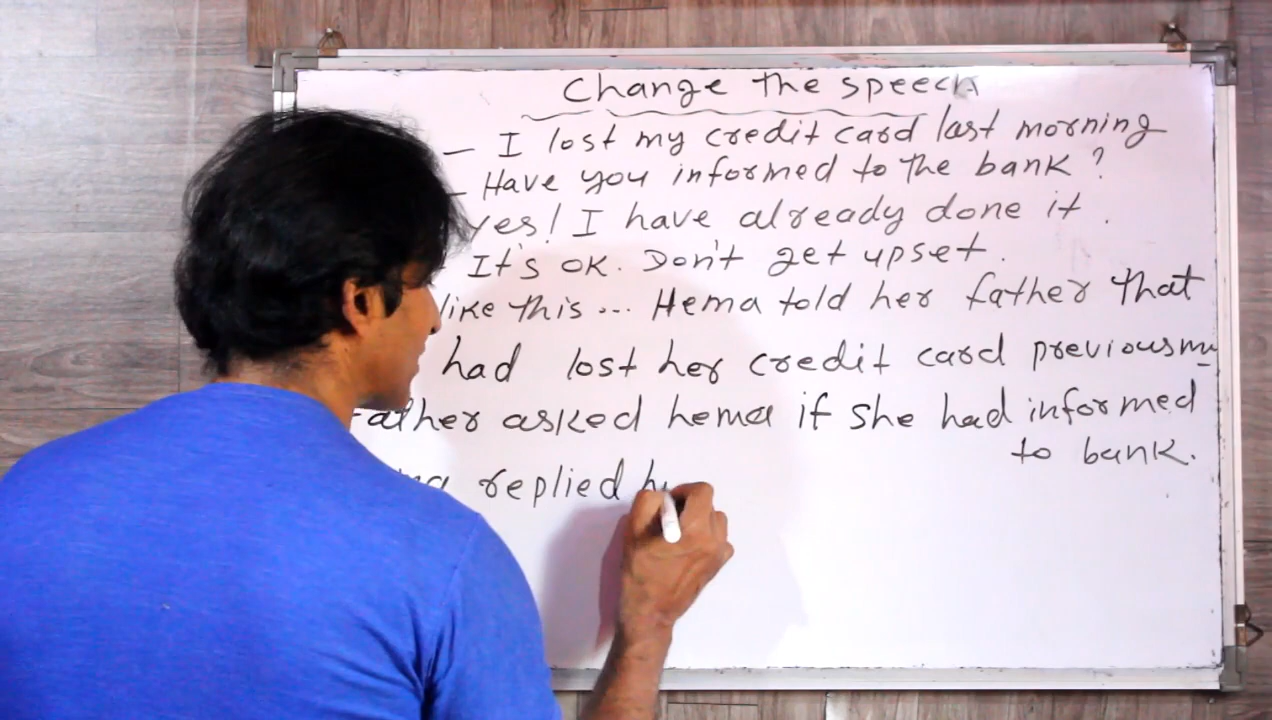 Change the speech
- I lost my credit card last morning
- Have you informed to the bank?
yes! I have already done it.
It's ok. Don't get upset.
like this... Hema told her father that
had lost her credit card previous
Father asked hema if she had informed
to bank.
replied